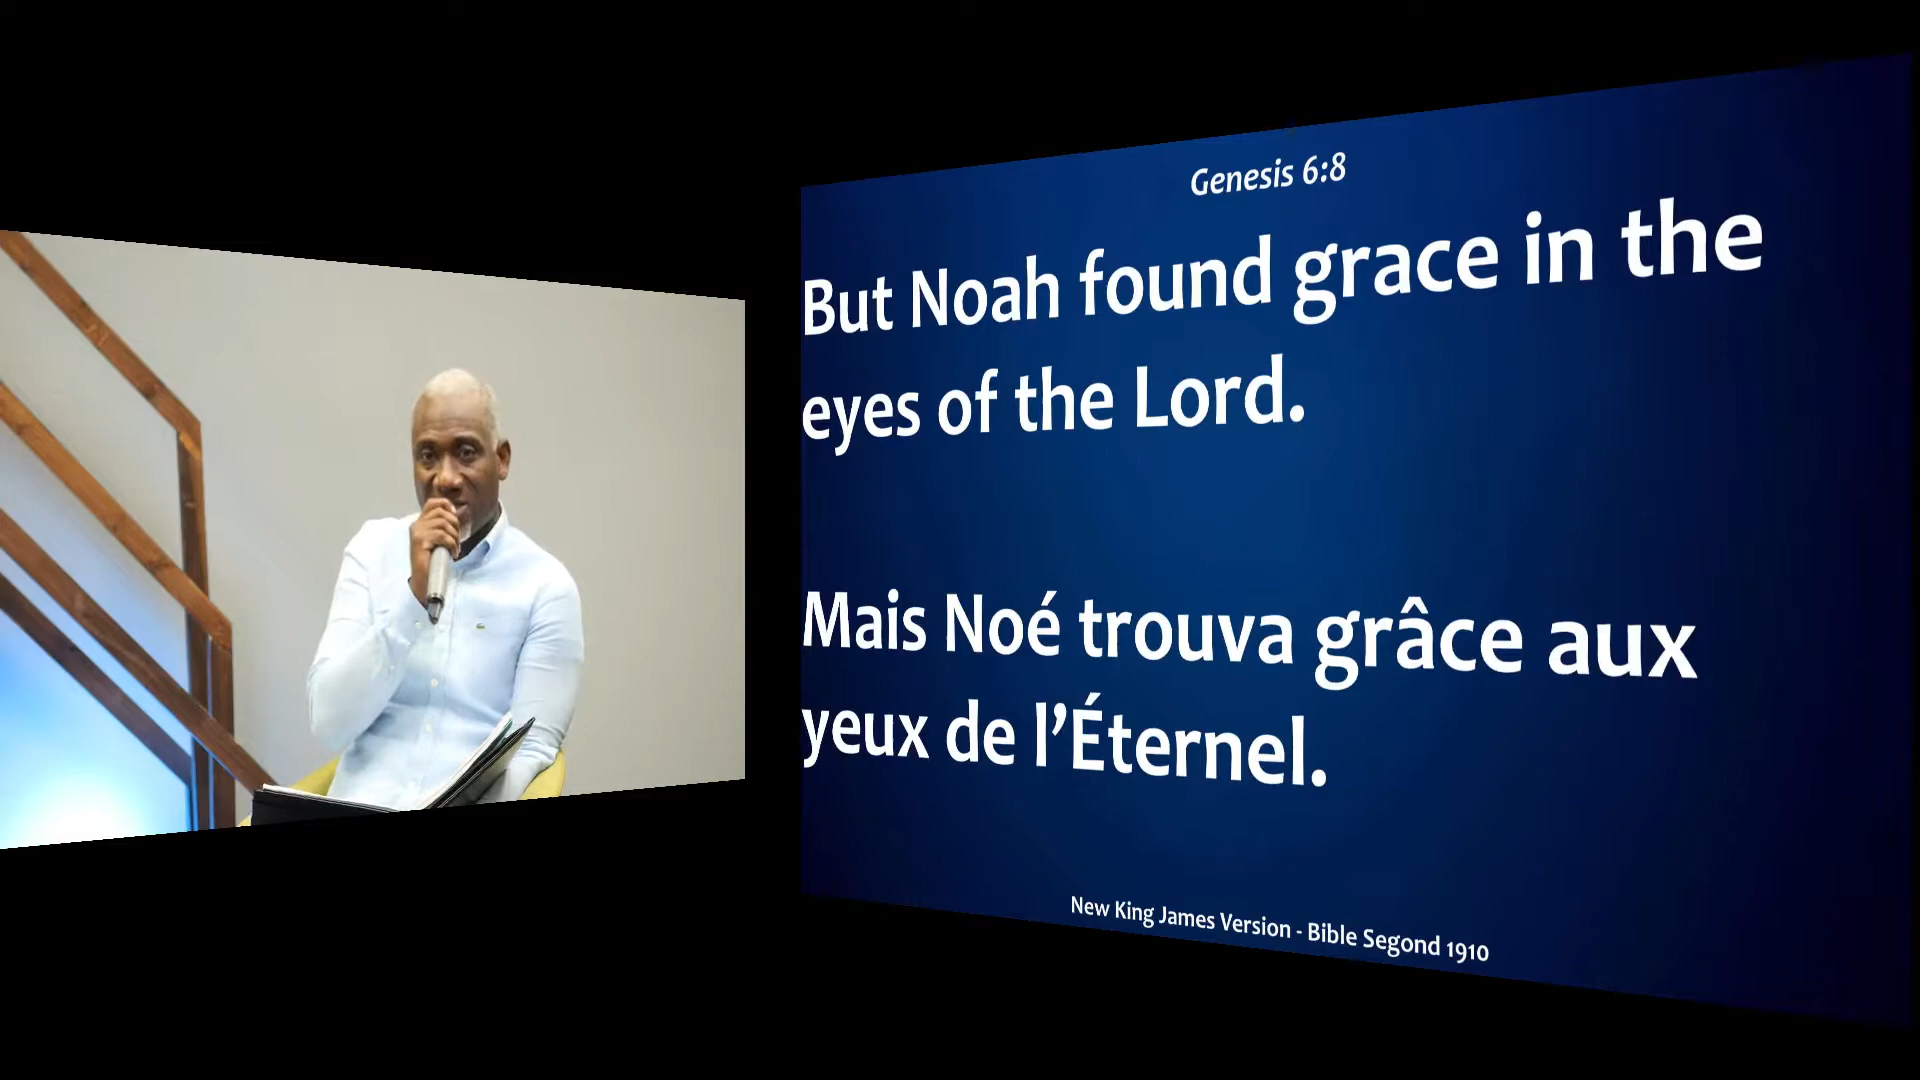 Genesis 6:8
But Noah found grace in the
eyes of the Lord.
Mais Noé trouva grâce aux
yeux de l’Éternel.
New King James Version - Bible Segond 1910